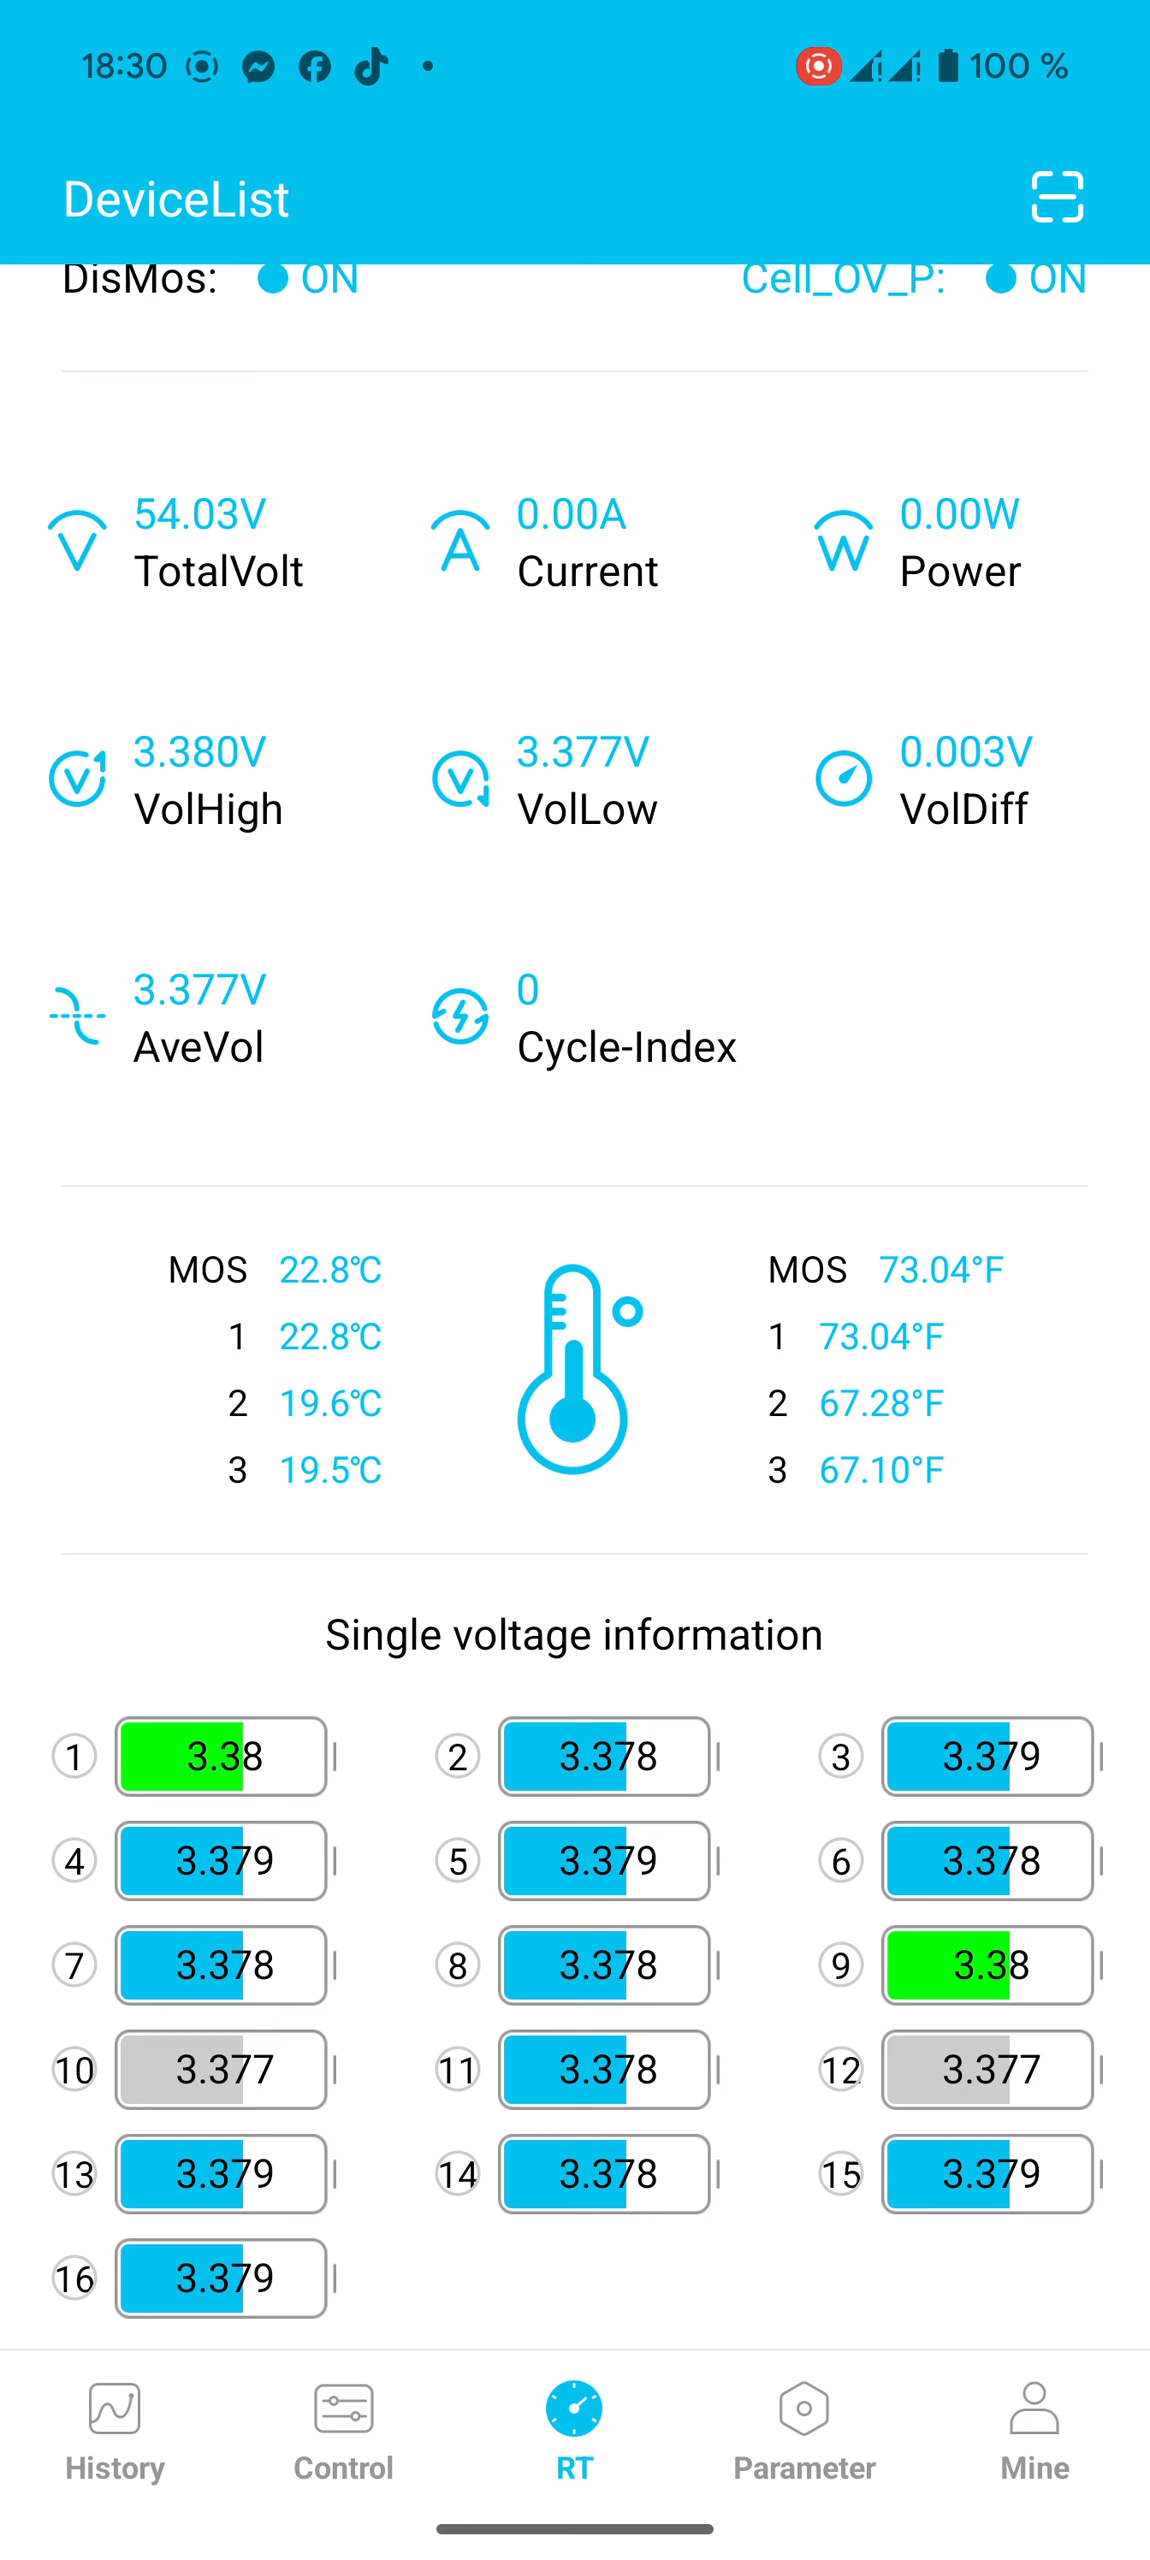 18:30 100 %
DeviceList
DisMos: ON Cell_OV_P: ON
54.03V 0.00A 0.00W
TotalVolt Current Power
3.380V 3.377V 0.003V
VolHigh VolLow VolDiff
3.377V 0
AveVol Cycle-Index
MOS 22.8℃ MOS 73.04°F
1 22.8℃ 1 73.04°F
2 19.6℃ 2 67.28°F
3 19.5℃ 3 67.10°F
Single voltage information
1 3.38 2 3.378 3 3.379
4 3.379 5 3.379 6 3.378
7 3.378 8 3.378 9 3.38
10 3.377 11 3.378 12 3.377
13 3.379 14 3.378 15 3.379
16 3.379
History Control RT Parameter Mine